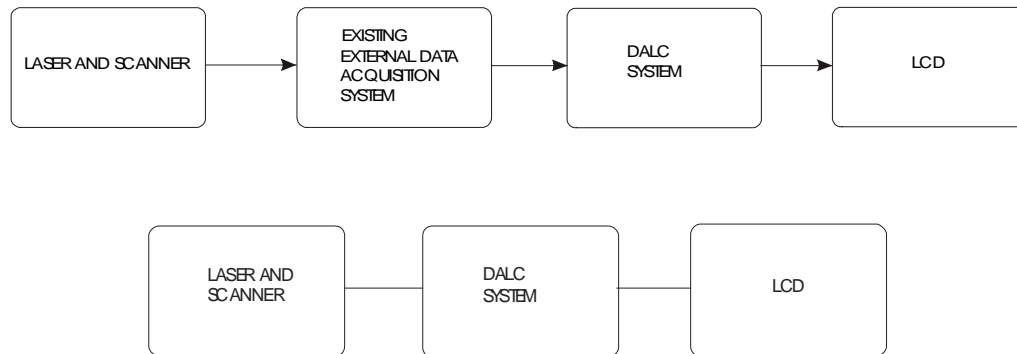 LASER AND SCANNER
EXISTING
EXTERNAL DATA
ACQUISITION
SYSTEM
DALC
SYSTEM
LCD
LASER AND
SCANNER
DALC
SYSTEM
LCD